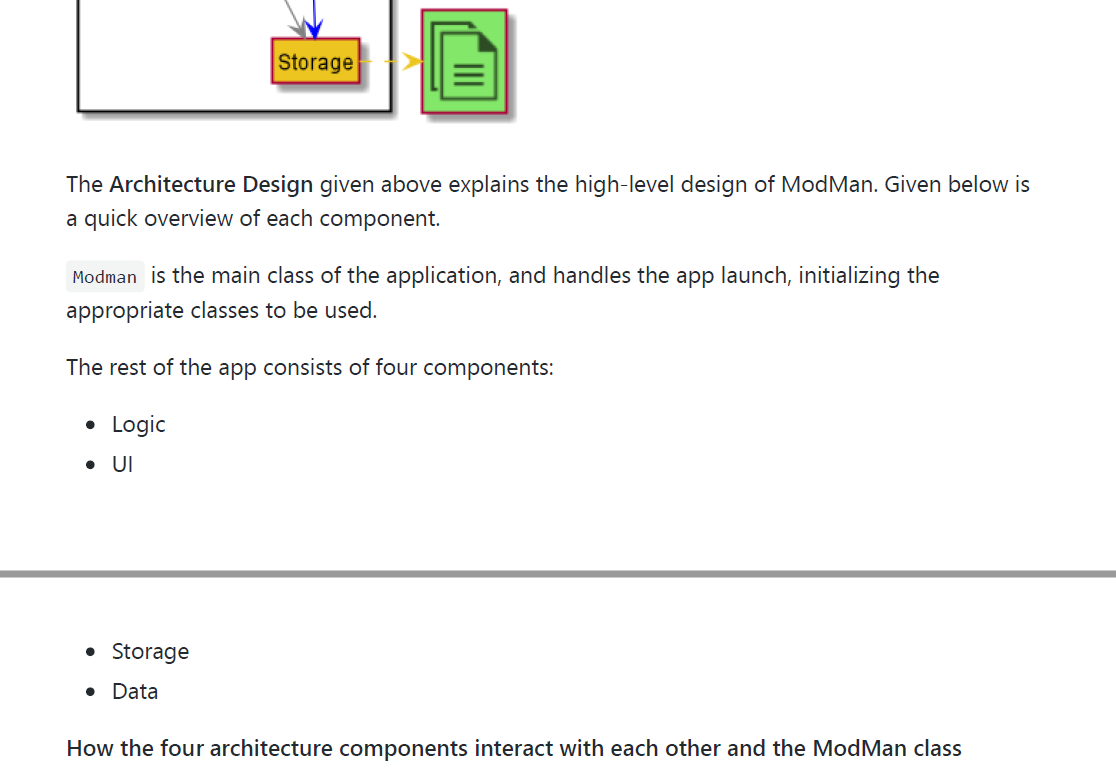 Storage
The Architecture Design given above explains the high-level design of ModMan. Given below is
a quick overview of each component.
Modman is the main class of the application, and handles the app launch, initializing the
appropriate classes to be used.
The rest of the app consists of four components:
• Logic
• UI
• Storage
• Data
How the four architecture components interact with each other and the ModMan class